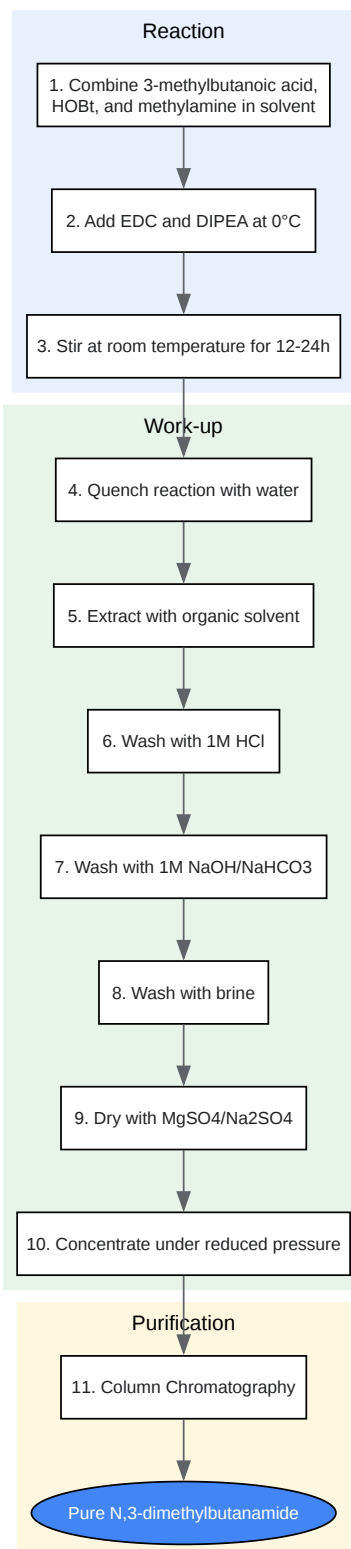 Reaction
1. Combine 3-methylbutanoic acid,
HOBt, and methylamine in solvent
2. Add EDC and DIPEA at 0°C
3. Stir at room temperature for 12-24h
Work-up
4. Quench reaction with water
5. Extract with organic solvent
6. Wash with 1M HCl
7. Wash with 1M NaOH/NaHCO3
8. Wash with brine
9. Dry with MgSO4/Na2SO4
10. Concentrate under reduced pressure
Purification
11. Column Chromatography
Pure N,3-dimethylbutanamide